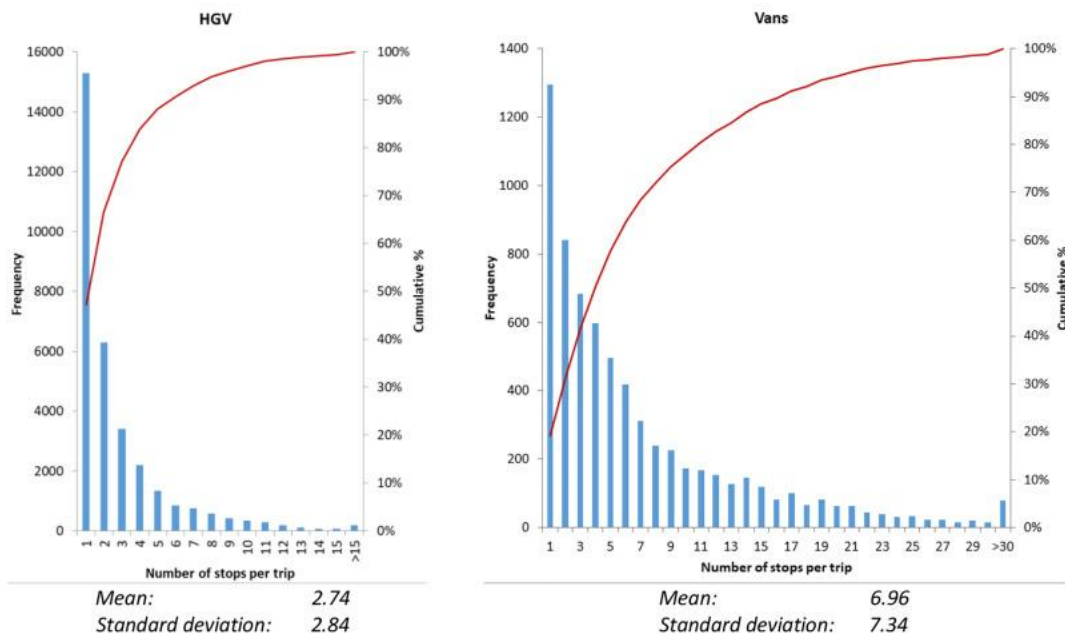 HGV
16000
14000
12000
10000
8000
6000
4000
2000
0
Frequency
100%
90%
80%
70%
60%
50%
40%
30%
20%
10%
0%
Cumulative %
1 2 3 4 5 6 7 8 9 10 11 12 13 14 15 >15
Number of stops per trip
Mean: 2.74
Standard deviation: 2.84
Vans
1400
1200
1000
800
600
400
200
0
Frequency
100%
90%
80%
70%
60%
50%
40%
30%
20%
10%
0%
Cumulative %
1 3 5 7 9 11 13 15 17 19 21 23 25 27 29 >30
Number of stops per trip
Mean: 6.96
Standard deviation: 7.34